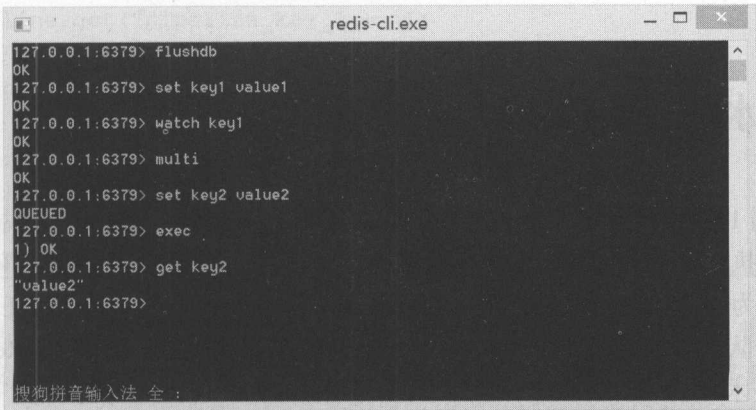 redis-cli.exe
127.0.0.1:6379> flushdb
OK
127.0.0.1:6379> set key1 value1
OK
127.0.0.1:6379> watch key1
OK
127.0.0.1:6379> multi
OK
127.0.0.1:6379> set key2 value2
QUEUED
127.0.0.1:6379> exec
1) OK
127.0.0.1:6379> get key2
"value2"
127.0.0.1:6379>
搜狗拼音输入法 全 :